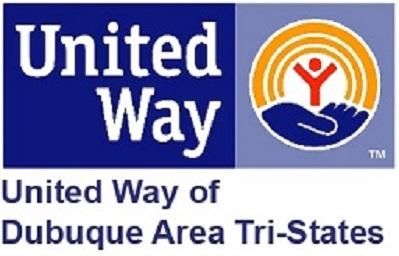 United
Way
TM
United Way of
Dubuque Area Tri-States